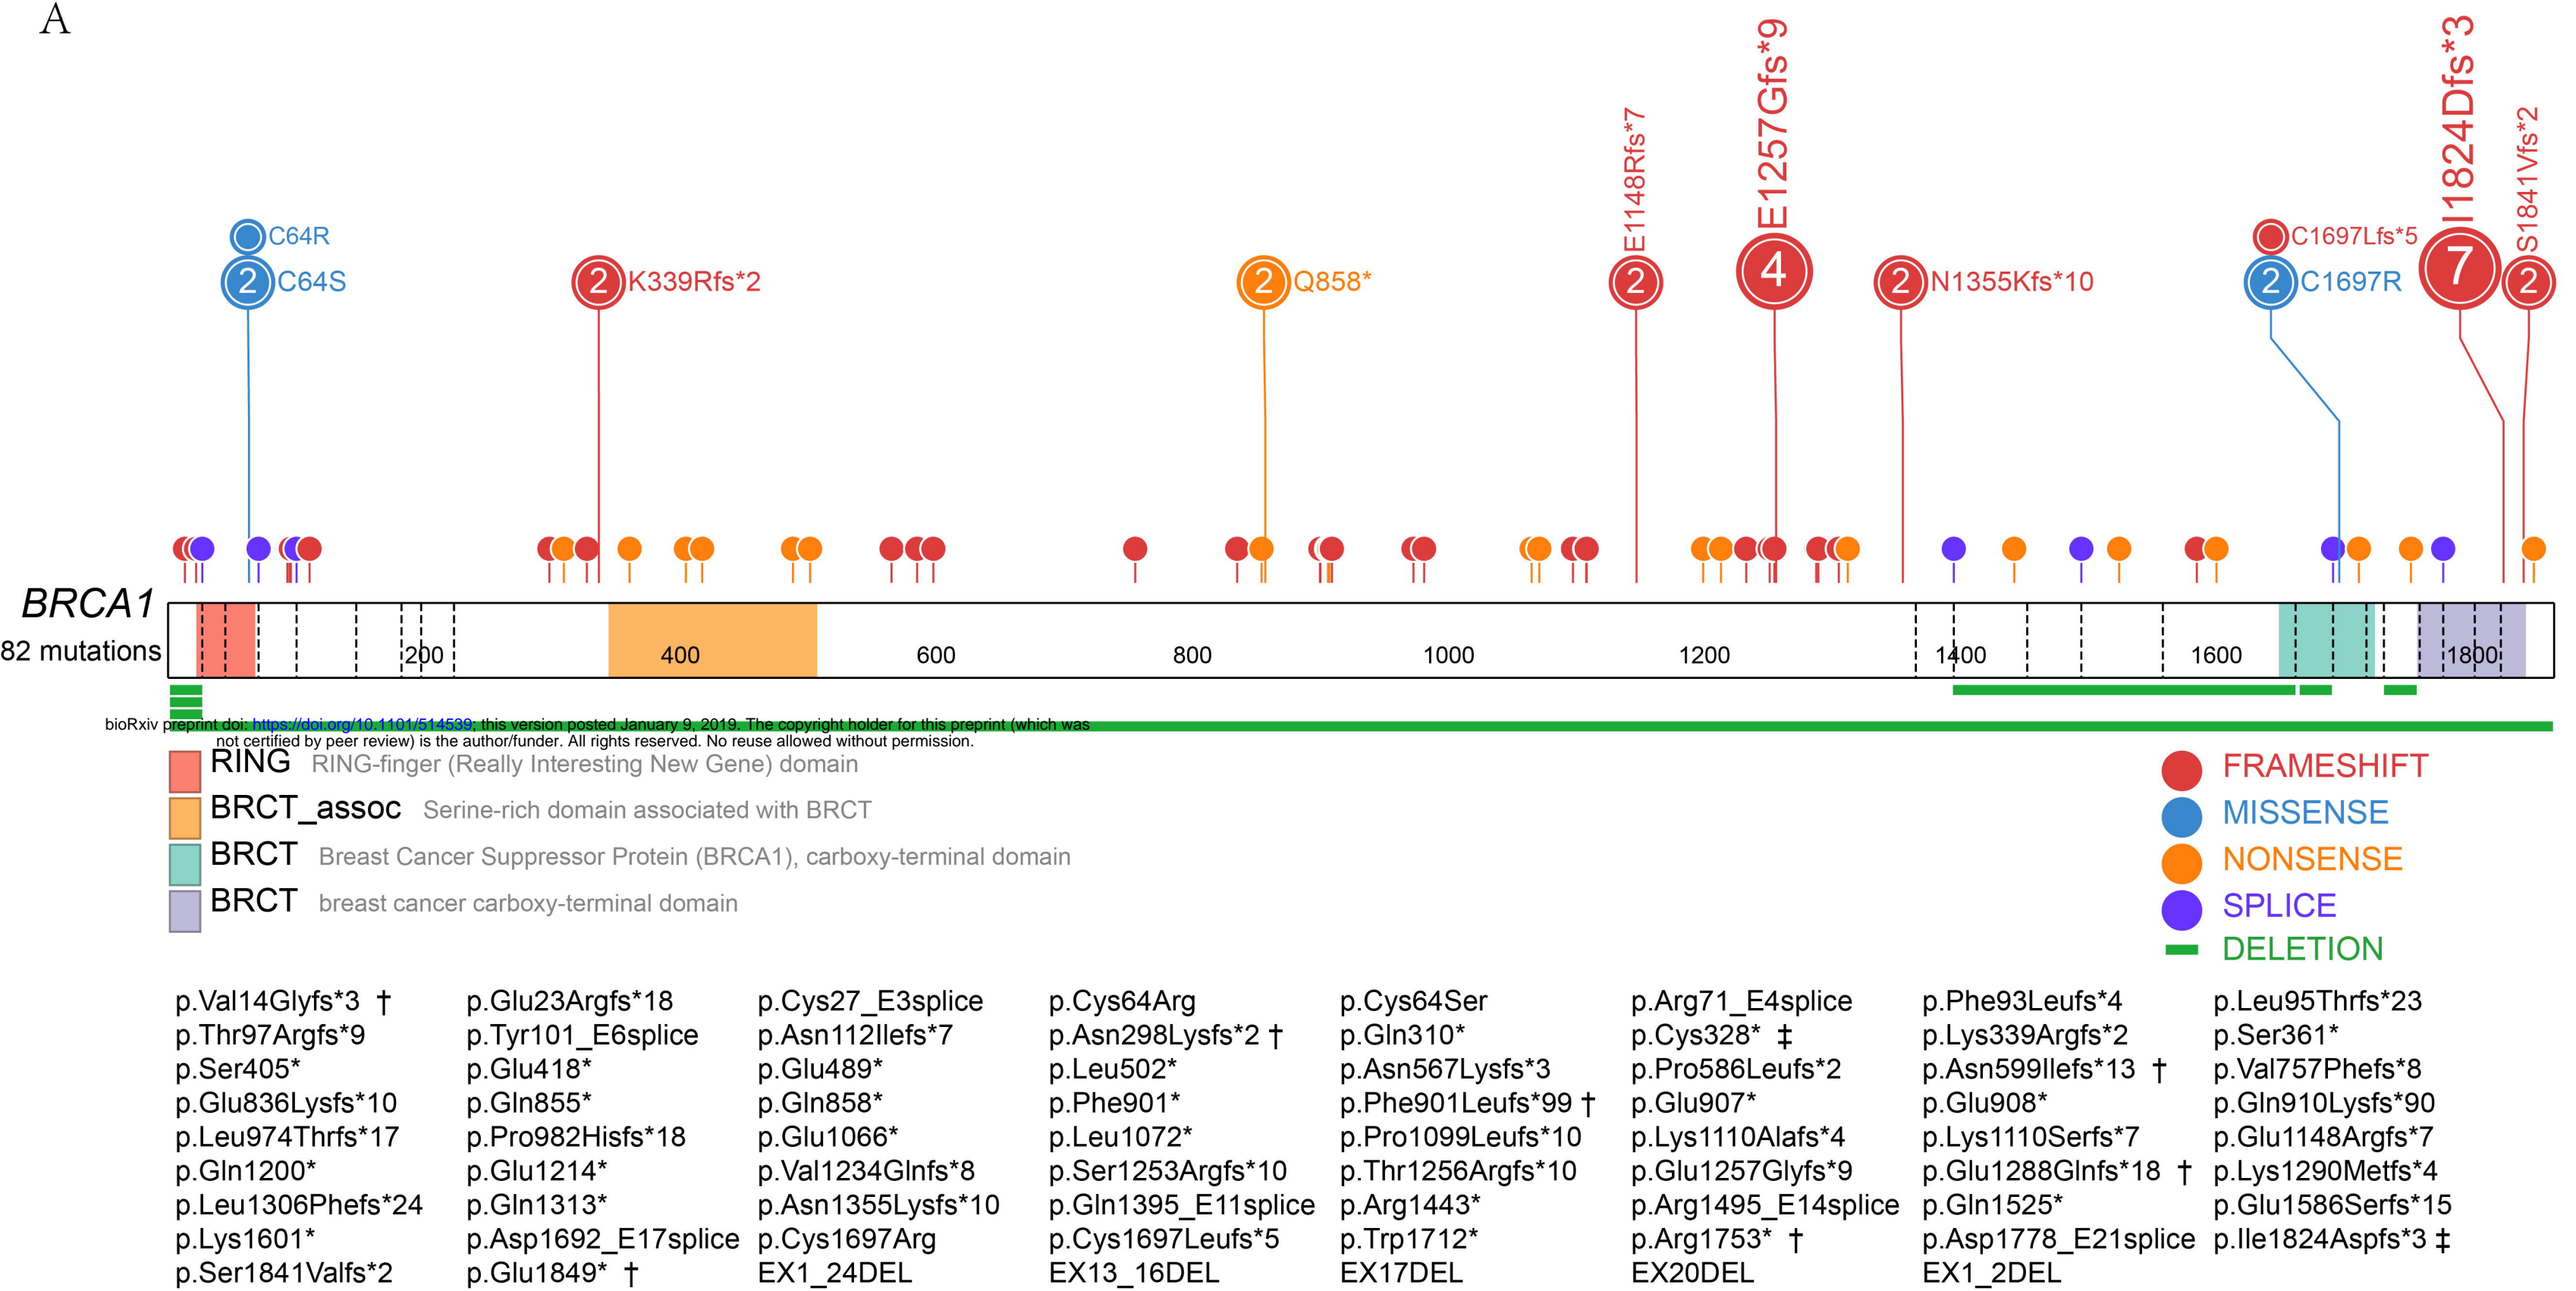 A
E1148Rfs*7
E1257Gfs*9
I1824Dfs*3
S1841Vfs*2
C64R
C1697Lfs*5
2 C64S
2 K339Rfs*2
2 Q858*
2
4
2 N1355Kfs*10
2 C1697R
7
2
BRCA1
82 mutations
200 400 600 800 1000 1200 1400 1600 1800
bioRxiv preprint doi: https://doi.org/10.1101/514539; this version posted January 9, 2019. The copyright holder for this preprint (which was
not certified by peer review) is the author/funder. All rights reserved. No reuse allowed without permission.
RING RING-finger (Really Interesting New Gene) domain
BRCT_assoc Serine-rich domain associated with BRCT
BRCT Breast Cancer Suppressor Protein (BRCA1), carboxy-terminal domain
BRCT breast cancer carboxy-terminal domain
FRAMESHIFT
MISSENSE
NONSENSE
SPLICE
DELETION
p.Val14Glyfs*3 † p.Glu23Argfs*18 p.Cys27_E3splice p.Cys64Arg p.Cys64Ser p.Arg71_E4splice p.Phe93Leufs*4 p.Leu95Thrfs*23
p.Thr97Argfs*9 p.Tyr101_E6splice p.Asn112Ilefs*7 p.Asn298Lysfs*2 † p.Gln310* p.Cys328* ‡ p.Lys339Argfs*2 p.Ser361*
p.Ser405* p.Glu418* p.Glu489* p.Leu502* p.Asn567Lysfs*3 p.Pro586Leufs*2 p.Asn599Ilefs*13 † p.Val757Phefs*8
p.Glu836Lysfs*10 p.Gln855* p.Gln858* p.Phe901* p.Phe901Leufs*99 † p.Glu907* p.Glu908* p.Gln910Lysfs*90
p.Leu974Thrfs*17 p.Pro982Hisfs*18 p.Glu1066* p.Leu1072* p.Pro1099Leufs*10 p.Lys1110Alafs*4 p.Lys1110Serfs*7 p.Glu1148Argfs*7
p.Gln1200* p.Glu1214* p.Val1234Glnfs*8 p.Ser1253Argfs*10 p.Thr1256Argfs*10 p.Glu1257Glyfs*9 p.Glu1288Glnfs*18 † p.Lys1290Metfs*4
p.Leu1306Phefs*24 p.Gln1313* p.Asn1355Lysfs*10 p.Gln1395_E11splice p.Arg1443* p.Arg1495_E14splice p.Gln1525* p.Glu1586Serfs*15
p.Lys1601* p.Asp1692_E17splice p.Cys1697Arg p.Cys1697Leufs*5 p.Trp1712* p.Arg1753* † p.Asp1778_E21splice p.Ile1824Aspfs*3 ‡
p.Ser1841Valfs*2 p.Glu1849* † EX1_24DEL EX13_16DEL EX17DEL EX20DEL EX1_2DEL